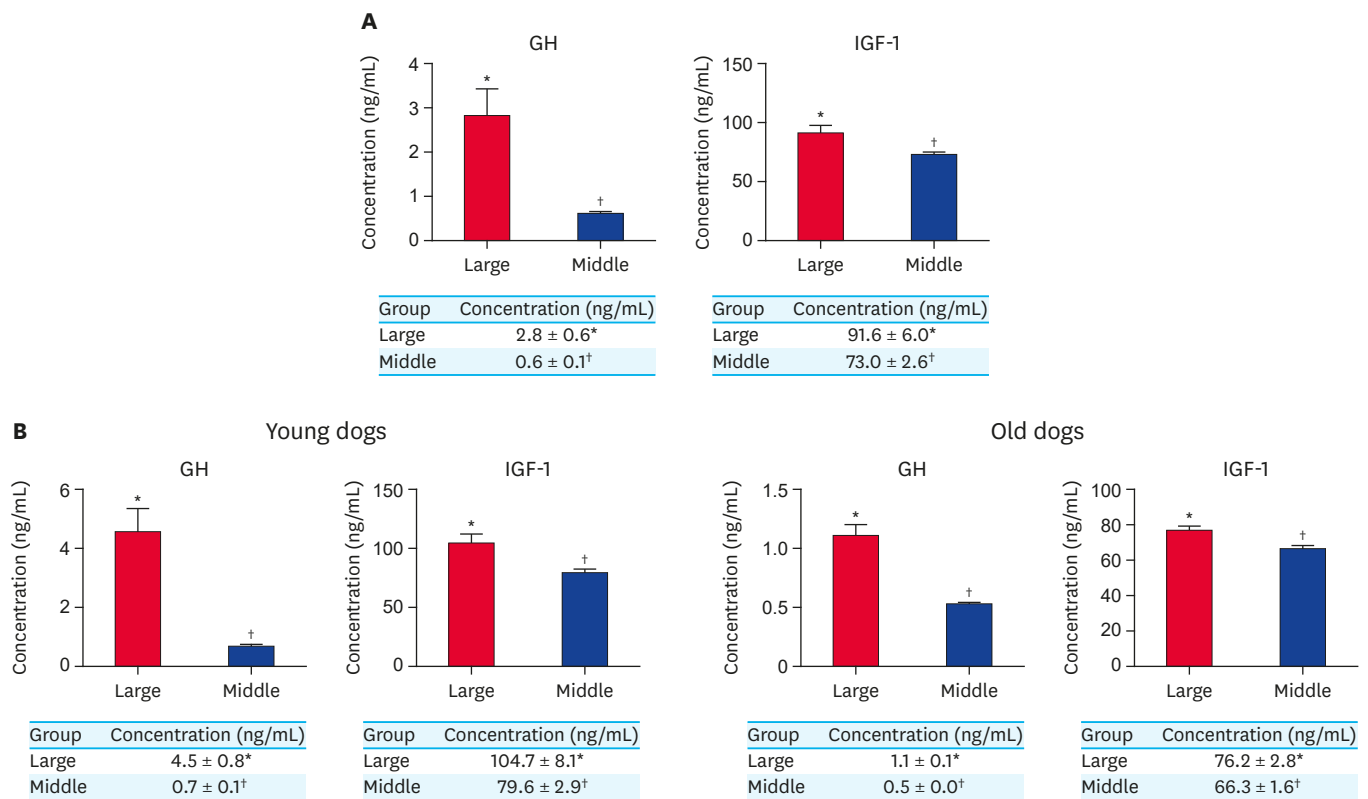 A
GH
Concentration (ng/mL)
4
3
2
1
0
*
†
Large Middle
Group Concentration (ng/mL)
Large 2.8 ± 0.6*
Middle 0.6 ± 0.1†
IGF-1
Concentration (ng/mL)
150
100
50
0
*
†
Large Middle
Group Concentration (ng/mL)
Large 91.6 ± 6.0*
Middle 73.0 ± 2.6†
B
Young dogs
GH
Concentration (ng/mL)
6
4
2
0
*
†
Large Middle
Group Concentration (ng/mL)
Large 4.5 ± 0.8*
Middle 0.7 ± 0.1†
IGF-1
Concentration (ng/mL)
150
100
50
0
*
†
Large Middle
Group Concentration (ng/mL)
Large 104.7 ± 8.1*
Middle 79.6 ± 2.9†
Old dogs
GH
Concentration (ng/mL)
1.5
1.0
0.5
0
*
†
Large Middle
Group Concentration (ng/mL)
Large 1.1 ± 0.1*
Middle 0.5 ± 0.0†
IGF-1
Concentration (ng/mL)
100
80
60
40
20
0
*
†
Large Middle
Group Concentration (ng/mL)
Large 76.2 ± 2.8*
Middle 66.3 ± 1.6†